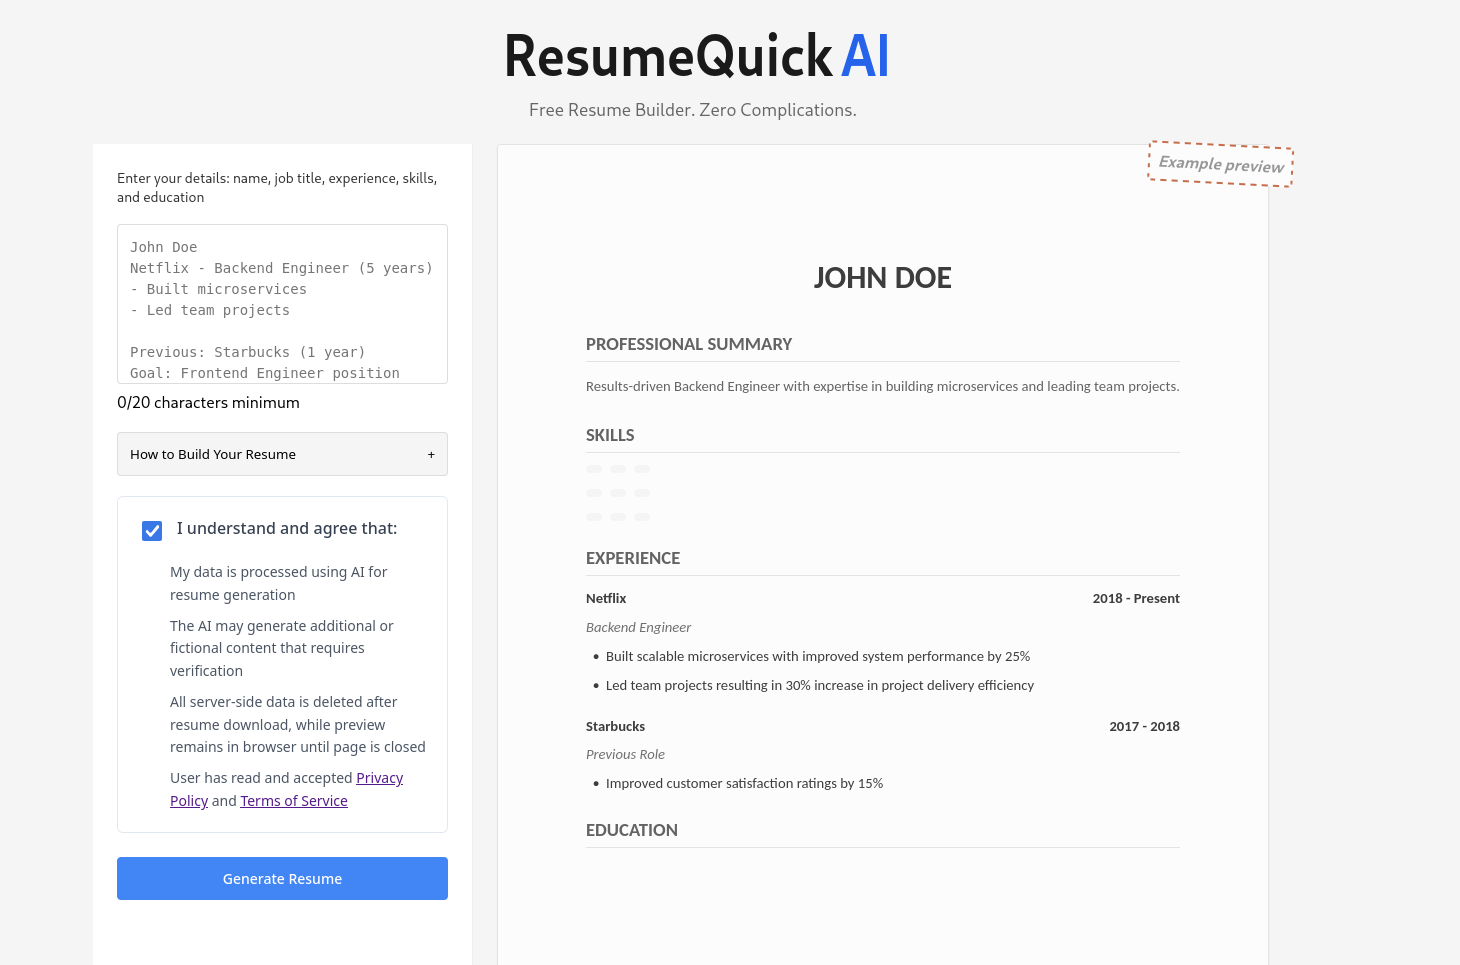 ResumeQuick AI
Free Resume Builder. Zero Complications.
Enter your details: name, job title, experience, skills,
and education
John Doe
Netflix - Backend Engineer (5 years)
- Built microservices
- Led team projects
Previous: Starbucks (1 year)
Goal: Frontend Engineer position
0/20 characters minimum
How to Build Your Resume +
I understand and agree that:
My data is processed using AI for
resume generation
The AI may generate additional or
fictional content that requires
verification
All server-side data is deleted after
resume download, while preview
remains in browser until page is closed
User has read and accepted Privacy
Policy and Terms of Service
Generate Resume
Example preview
JOHN DOE
PROFESSIONAL SUMMARY
Results-driven Backend Engineer with expertise in building microservices and leading team projects.
SKILLS
EXPERIENCE
Netflix 2018 - Present
Backend Engineer
• Built scalable microservices with improved system performance by 25%
• Led team projects resulting in 30% increase in project delivery efficiency
Starbucks 2017 - 2018
Previous Role
• Improved customer satisfaction ratings by 15%
EDUCATION